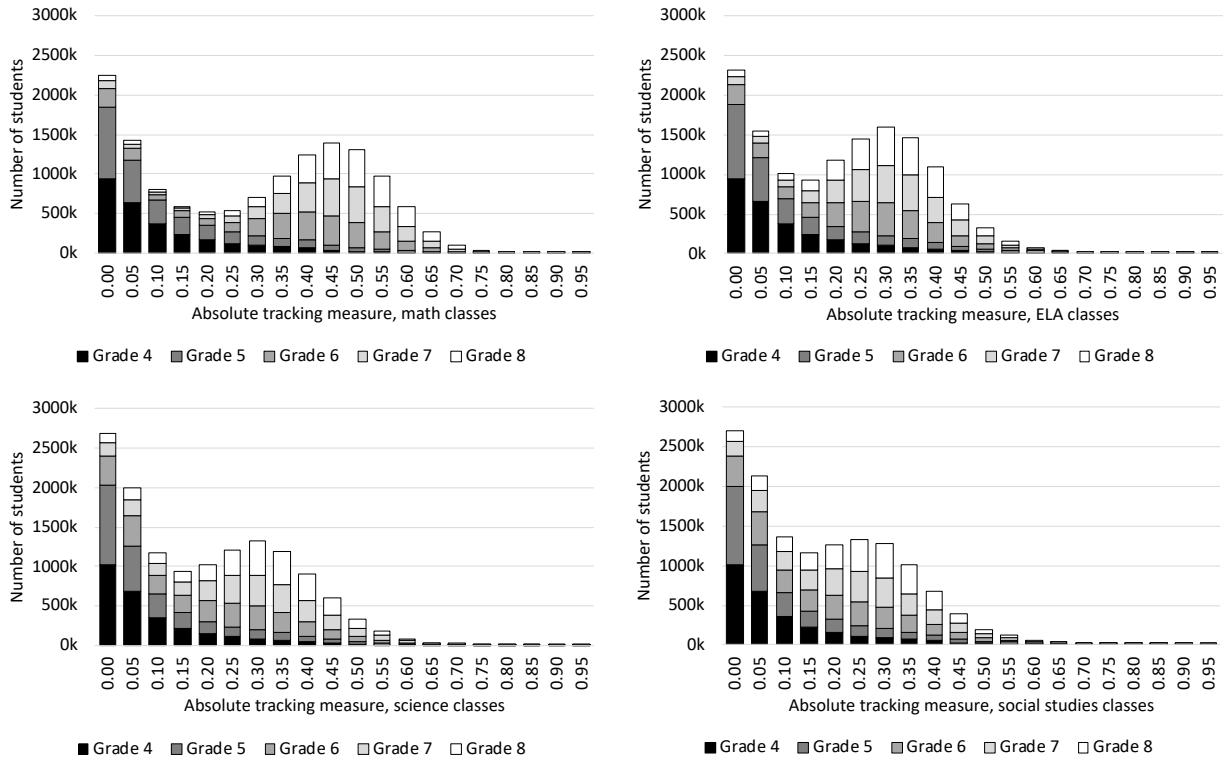 3000k
2500k
2000k
1500k
1000k
500k
0k
Number of students
0.00 0.05 0.10 0.15 0.20 0.25 0.30 0.35 0.40 0.45 0.50 0.55 0.60 0.65 0.70 0.75 0.80 0.85 0.90 0.95
Absolute tracking measure, math classes
Grade 4 Grade 5 Grade 6 Grade 7 Grade 8
3000k
2500k
2000k
1500k
1000k
500k
0k
Number of students
0.00 0.05 0.10 0.15 0.20 0.25 0.30 0.35 0.40 0.45 0.50 0.55 0.60 0.65 0.70 0.75 0.80 0.85 0.90 0.95
Absolute tracking measure, ELA classes
Grade 4 Grade 5 Grade 6 Grade 7 Grade 8
3000k
2500k
2000k
1500k
1000k
500k
0k
Number of students
0.00 0.05 0.10 0.15 0.20 0.25 0.30 0.35 0.40 0.45 0.50 0.55 0.60 0.65 0.70 0.75 0.80 0.85 0.90 0.95
Absolute tracking measure, science classes
Grade 4 Grade 5 Grade 6 Grade 7 Grade 8
3000k
2500k
2000k
1500k
1000k
500k
0k
Number of students
0.00 0.05 0.10 0.15 0.20 0.25 0.30 0.35 0.40 0.45 0.50 0.55 0.60 0.65 0.70 0.75 0.80 0.85 0.90 0.95
Absolute tracking measure, social studies classes
Grade 4 Grade 5 Grade 6 Grade 7 Grade 8